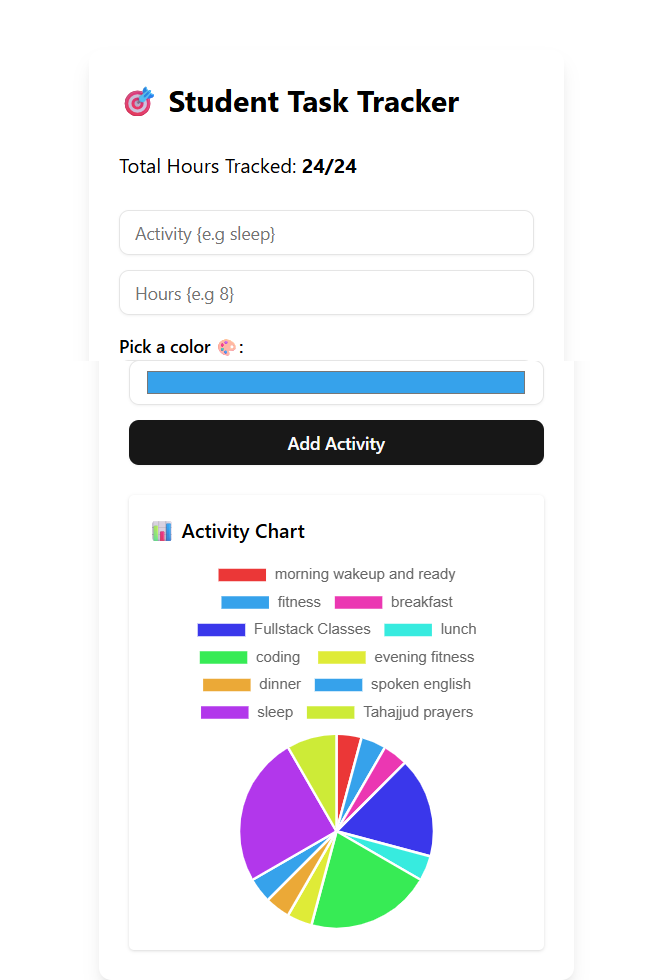 Student Task Tracker
Total Hours Tracked: 24/24
Activity {e.g sleep}
Hours {e.g 8}
Pick a color 🎨 :
Add Activity
Activity Chart
morning wakeup and ready
fitness breakfast
Fullstack Classes lunch
coding evening fitness
dinner spoken english
sleep Tahajjud prayers